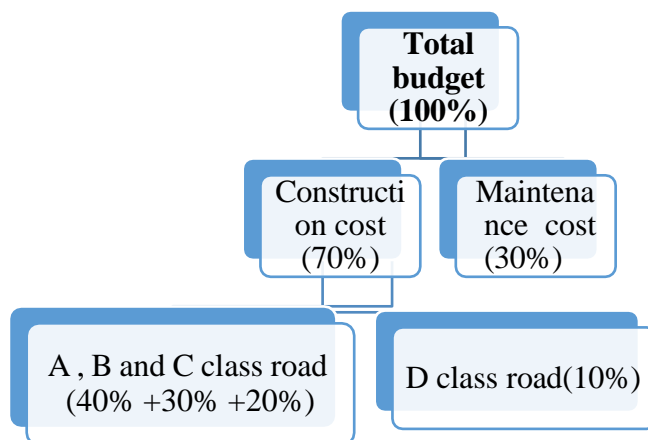 Total
budget
(100%)
Constructi
on cost
(70%)
Maintena
nce cost
(30%)
A , B and C class road
(40% +30% +20%)
D class road(10%)